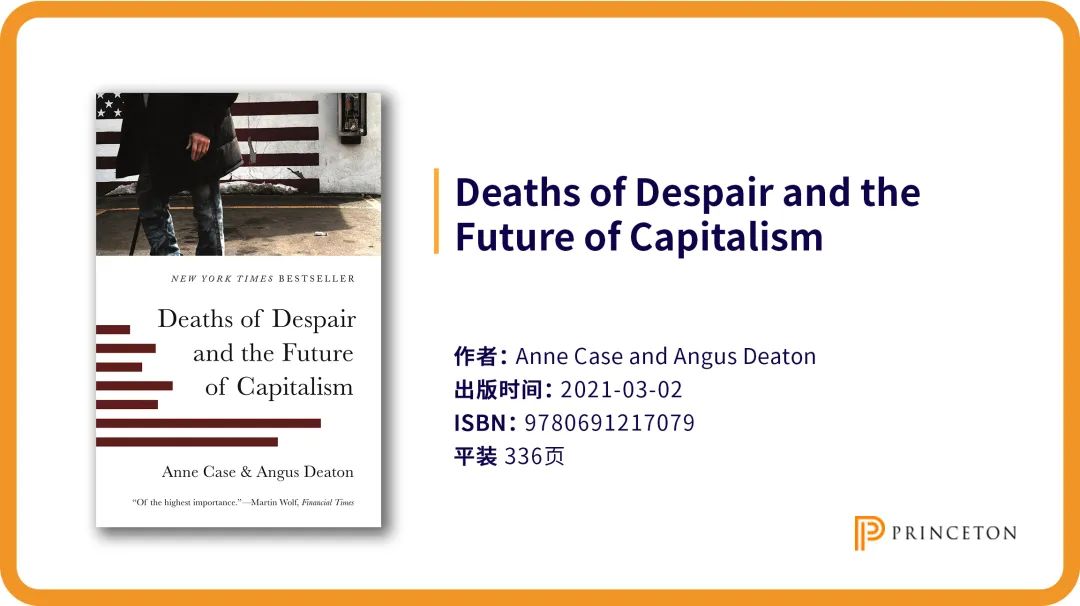 NEW YORK TIMES BESTSELLER
Deaths of Despair
and the Future
of Capitalism
Anne Case & Angus Deaton
“Of the highest importance.”—Martin Wolf, Financial Times
Deaths of Despair and the
Future of Capitalism
作者：Anne Case and Angus Deaton
出版时间：2021-03-02
ISBN：9780691217079
平装 336页
PRINCETON